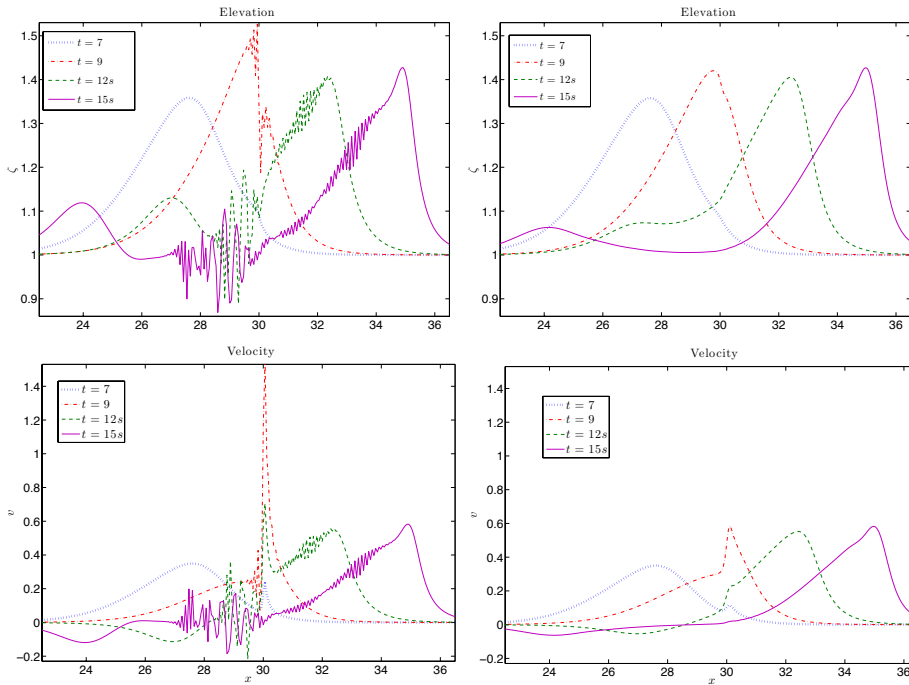 Elevation
1.5
1.4
1.3
1.2
1.1
1
0.9
ζ
t = 7
t = 9
t = 12s
t = 15s
24 26 28 30 32 34 36
Elevation
1.5
1.4
1.3
1.2
1.1
1
0.9
ζ
t = 7
t = 9
t = 12s
t = 15s
24 26 28 30 32 34 36
Velocity
1.4
1.2
1
0.8
0.6
0.4
0.2
0
−0.2
v
t = 7
t = 9
t = 12s
t = 15s
24 26 28 30 32 34 36
x
Velocity
1.4
1.2
1
0.8
0.6
0.4
0.2
0
−0.2
v
t = 7
t = 9
t = 12s
t = 15s
24 26 28 30 32 34 36
x